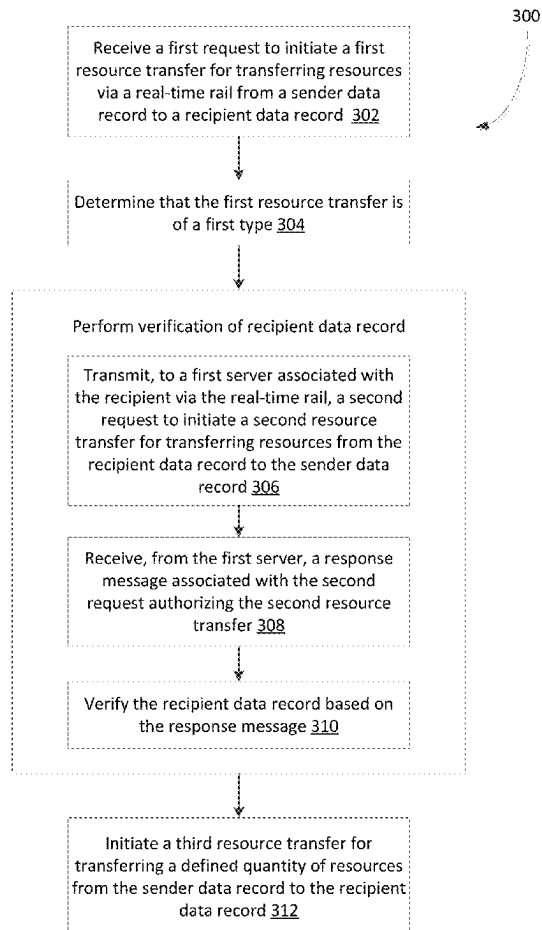 300
Receive a first request to initiate a first
resource transfer for transferring resources
via a real-time rail from a sender data
record to a recipient data record 302
Determine that the first resource transfer is
of a first type 304
Perform verification of recipient data record
Transmit, to a first server associated with
the recipient via the real-time rail, a second
request to initiate a second resource
transfer for transferring resources from the
recipient data record to the sender data
record 306
Receive, from the first server, a response
message associated with the second
request authorizing the second resource
transfer 308
Verify the recipient data record based on
the response message 310
Initiate a third resource transfer for
transferring a defined quantity of resources
from the sender data record to the recipient
data record 312